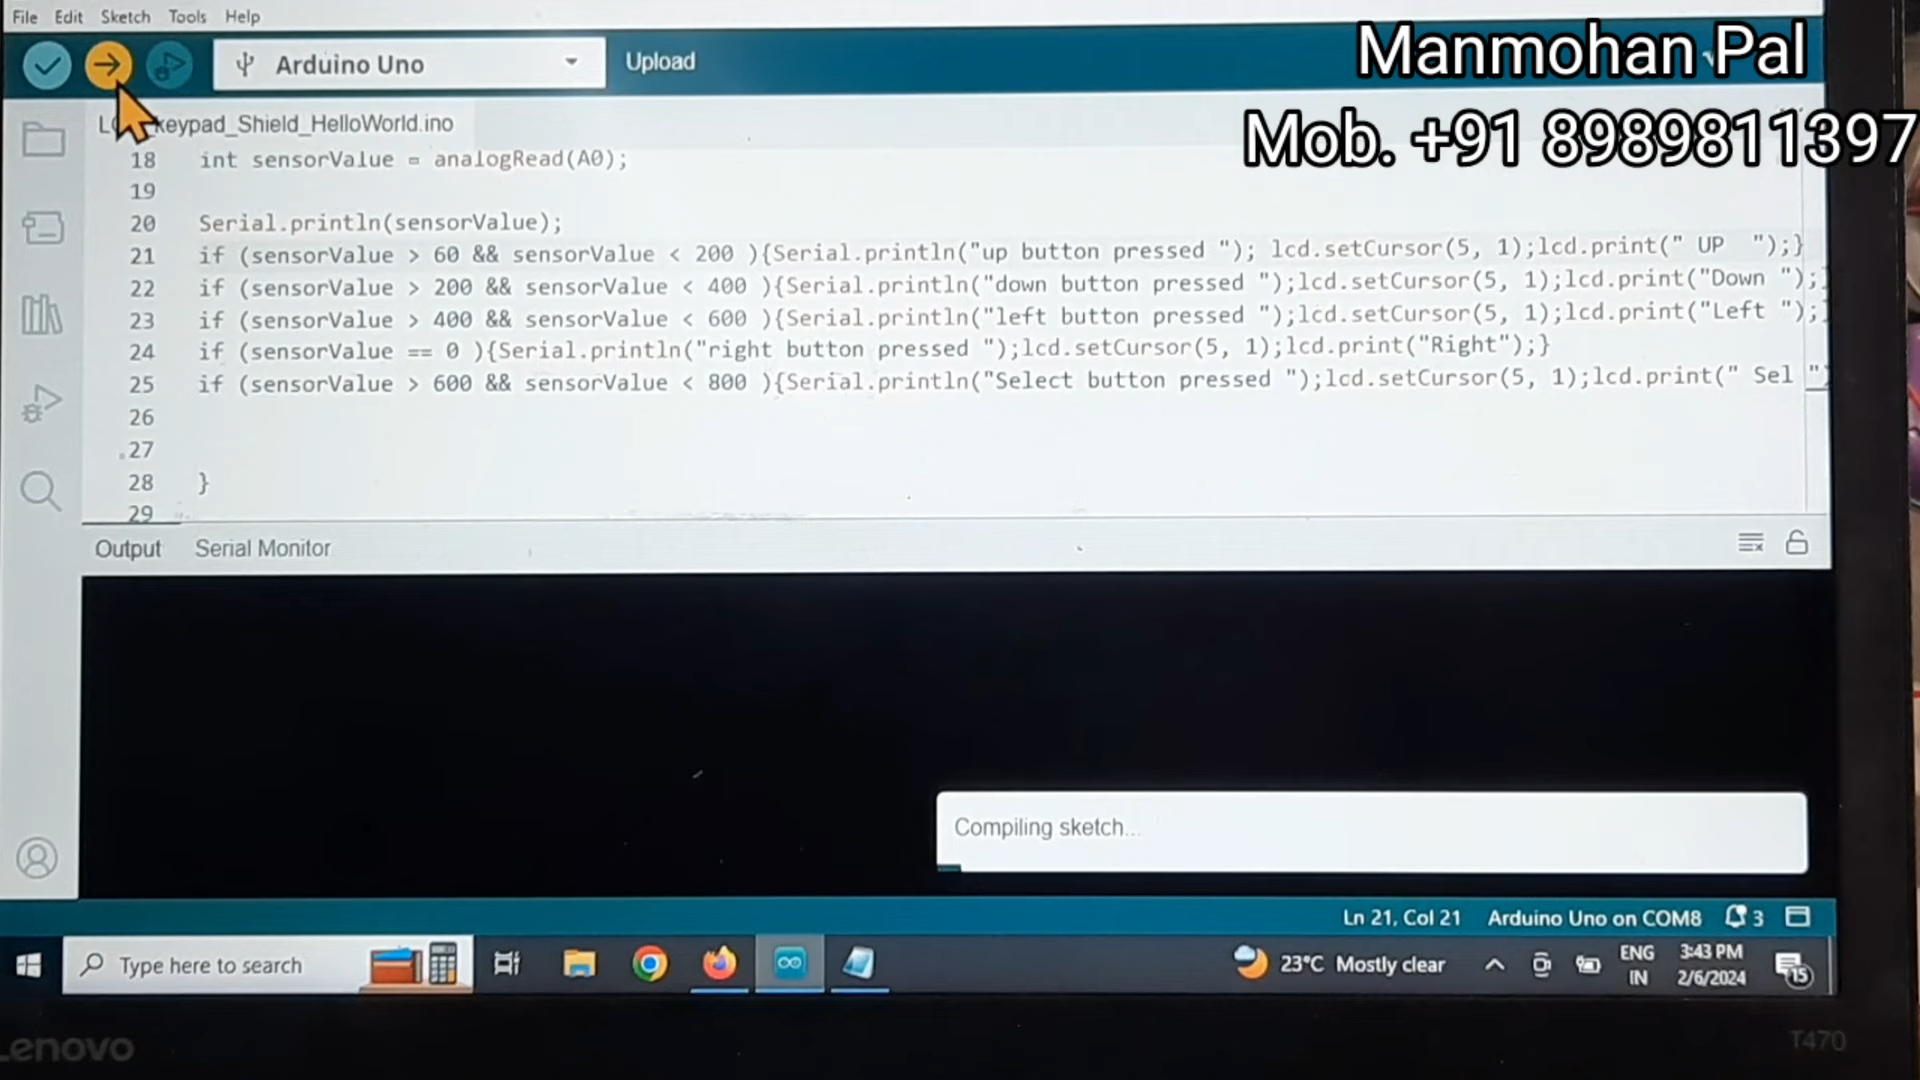 File Edit Sketch Tools Help
Arduino Uno
Upload
Manmohan Pal
Mob. +91 8989811397
keypad_Shield_HelloWorld.ino
18 int sensorValue = analogRead(A0);
19
20 Serial.println(sensorValue);
21 if (sensorValue > 60 && sensorValue < 200 ){Serial.println("up button pressed "); lcd.setCursor(5, 1);lcd.print(" UP  ");}
22 if (sensorValue > 200 && sensorValue < 400 ){Serial.println("down button pressed ");lcd.setCursor(5, 1);lcd.print("Down ");}
23 if (sensorValue > 400 && sensorValue < 600 ){Serial.println("left button pressed ");lcd.setCursor(5, 1);lcd.print("Left ");}
24 if (sensorValue == 0 ){Serial.println("right button pressed ");lcd.setCursor(5, 1);lcd.print("Right");}
25 if (sensorValue > 600 && sensorValue < 800 ){Serial.println("Select button pressed ");lcd.setCursor(5, 1);lcd.print(" Sel ")
26
27
28 }
29
Output Serial Monitor
Compiling sketch...
Ln 21, Col 21 Arduino Uno on COM8 3
Type here to search
23°C Mostly clear
ENG
IN
3:43 PM
2/6/2024
15
Lenovo
T470